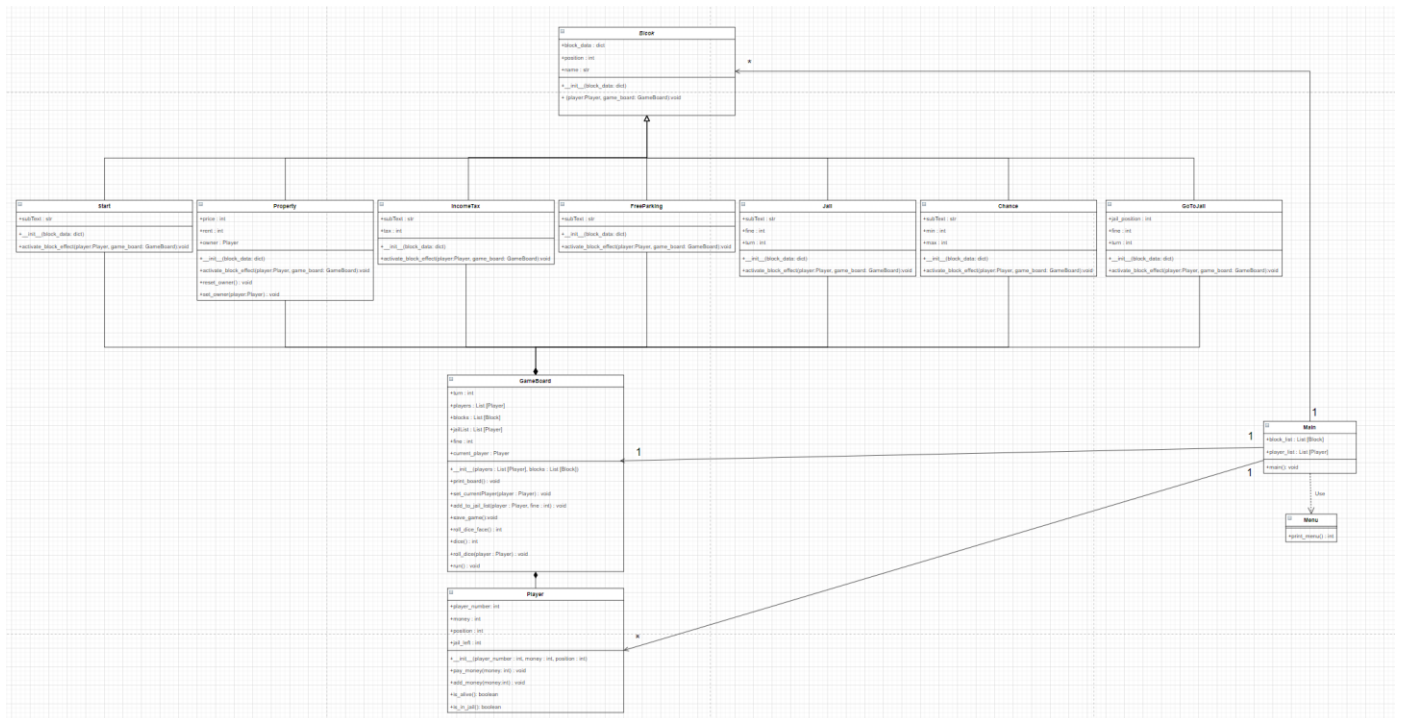 Block
+block_data : dict
+position : int
+name : str
+__init__(block_data: dict)
+ (player:Player, game_board: GameBoard):void
*
Start
+subText : str
+__init__(block_data: dict)
+activate_block_effect(player:Player, game_board: GameBoard):void
Property
+price : int
+rent : int
+owner : Player
+__init__(block_data: dict)
+activate_block_effect(player:Player, game_board: GameBoard):void
+reset_owner() : void
+set_owner(player:Player) : void
IncomeTax
+subText : str
+tax : int
+__init__(block_data: dict)
+activate_block_effect(player:Player, game_board: GameBoard):void
FreeParking
+subText : str
+__init__(block_data: dict)
+activate_block_effect(player:Player, game_board: GameBoard):void
Jail
+subText : str
+fine : int
+turn : int
+__init__(block_data: dict)
+activate_block_effect(player:Player, game_board: GameBoard):void
Chance
+subText : str
+min : int
+max : int
+__init__(block_data: dict)
+activate_block_effect(player:Player, game_board: GameBoard):void
GoToJail
+jail_position : int
+fine : int
+turn : int
+__init__(block_data: dict)
+activate_block_effect(player:Player, game_board: GameBoard):void
GameBoard
+turn : int
+players : List [Player]
+blocks : List [Block]
+jailList : List [Player]
+fine : int
+current_player : Player
+__init__(players : List [Player], blocks : List [Block])
+print_board() : void
+set_currentPlayer(player : Player) : void
+add_to_jail_list(player : Player, fine : int) : void
+save_game():void
+roll_dice_face() : int
+dice() : int
+roll_dice(player : Player) : void
+run() : void
1
1
1
1
Main
+block_list : List [Block]
+player_list : List [Player]
+main(): void
Use
Menu
+print_menu() : int
Player
+player_number: int
+money : int
+position : int
+jail_left : int
+__init__(player_number : int, money : int, position : int)
+pay_money(money: int) : void
+add_money(money:int) : void
+is_alive(): boolean
+is_in_jail(): boolean
*